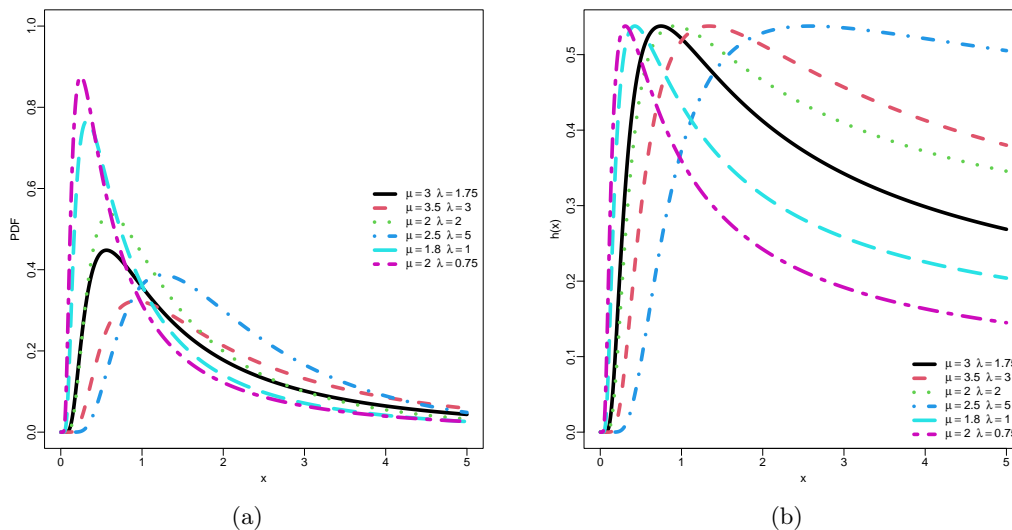 PDF
0.0
0.2
0.4
0.6
0.8
1.0
0 1 2 3 4 5
x
μ = 3 λ = 1.75
μ = 3.5 λ = 3
μ = 2 λ = 2
μ = 2.5 λ = 5
μ = 1.8 λ = 1
μ = 2 λ = 0.75
(a)
h(x)
0.0
0.1
0.2
0.3
0.4
0.5
0 1 2 3 4 5
x
μ = 3 λ = 1.75
μ = 3.5 λ = 3
μ = 2 λ = 2
μ = 2.5 λ = 5
μ = 1.8 λ = 1
μ = 2 λ = 0.75
(b)